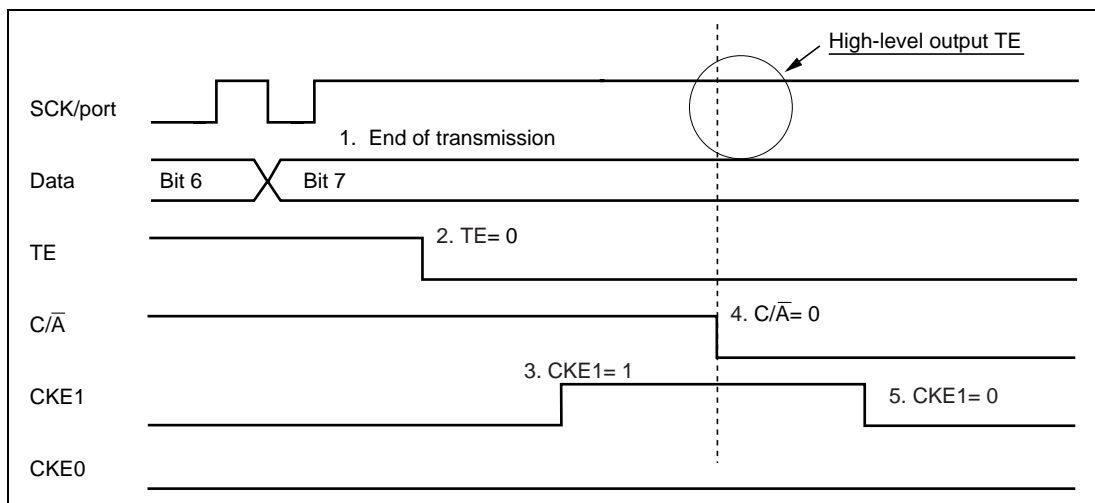 High-level output TE
SCK/port
1. End of transmission
Data
Bit 6
Bit 7
TE
2. TE= 0
C/A̅
4. C/A̅= 0
3. CKE1= 1
CKE1
5. CKE1= 0
CKE0